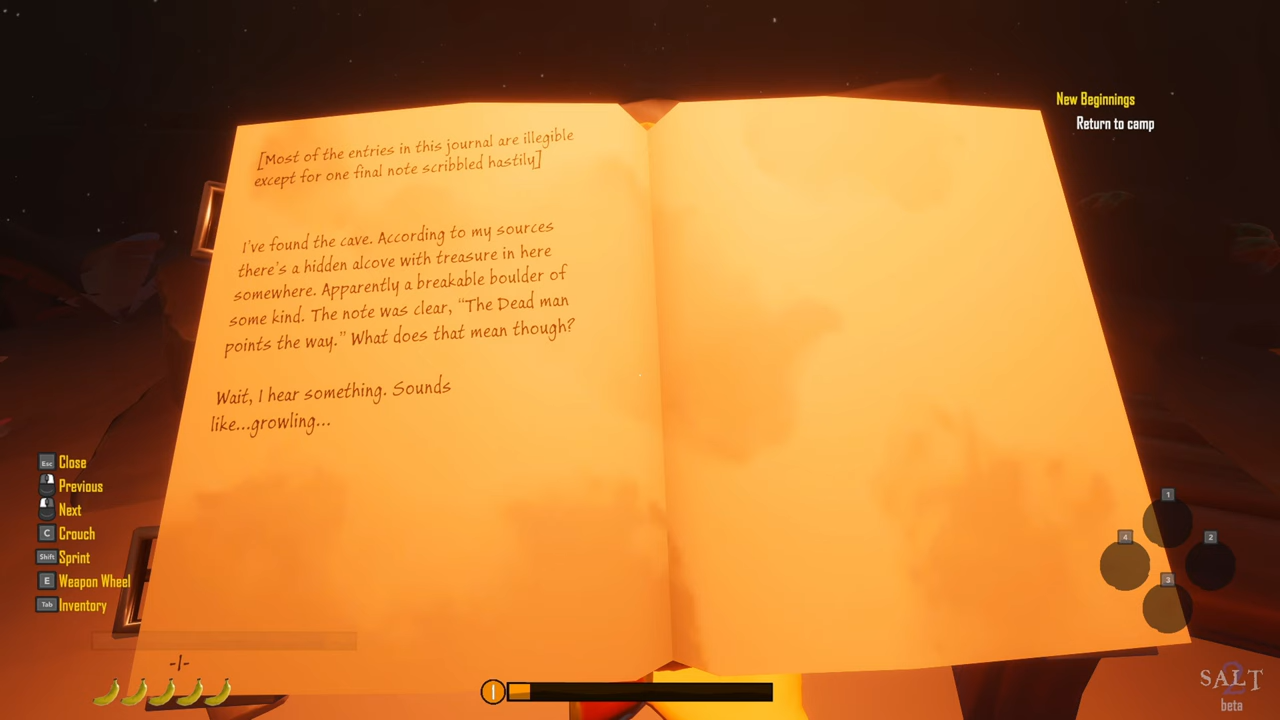 [Most of the entries in this journal are illegible
except for one final note scribbled hastily]
I've found the cave. According to my sources
there's a hidden alcove with treasure in here
somewhere. Apparently a breakable boulder of
some kind. The note was clear, "The Dead man
points the way." What does that mean though?
Wait, I hear something. Sounds
like...growling...
New Beginnings
Return to camp
Esc Close
Previous
Next
C Crouch
Shift Sprint
E Weapon Wheel
Tab Inventory
-1-
1
4
2
3
SALT 2
beta